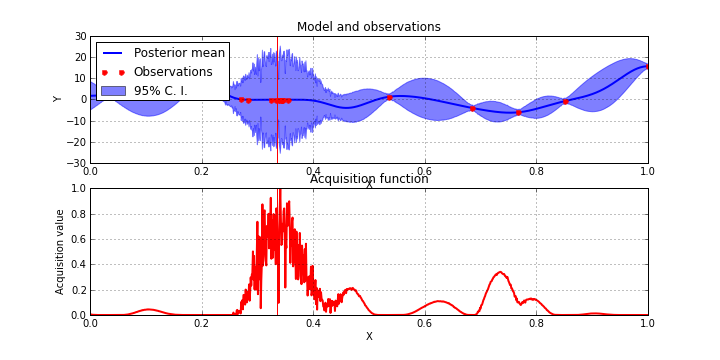 Model and observations
30
20
10
0
−10
−20
−30
Y
Posterior mean
Observations
95% C. I.
0.0 0.2 0.4 0.6 0.8 1.0
X
Acquisition function
1.0
0.8
0.6
0.4
0.2
0.0
Acquisition value
0.0 0.2 0.4 0.6 0.8 1.0
X